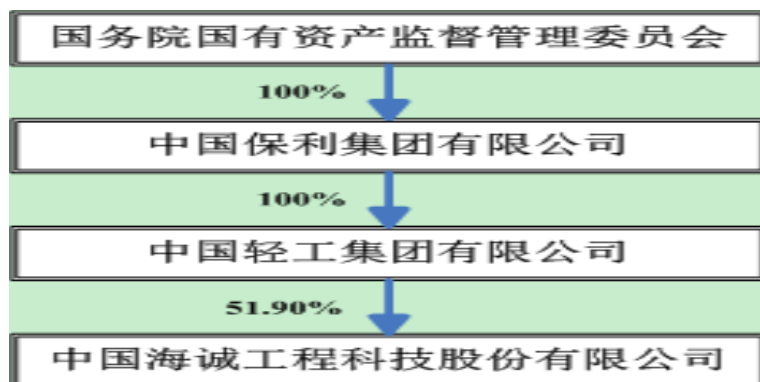 国务院国有资产监督管理委员会
100%
中国保利集团有限公司
100%
中国轻工集团有限公司
51.90%
中国海诚工程科技股份有限公司